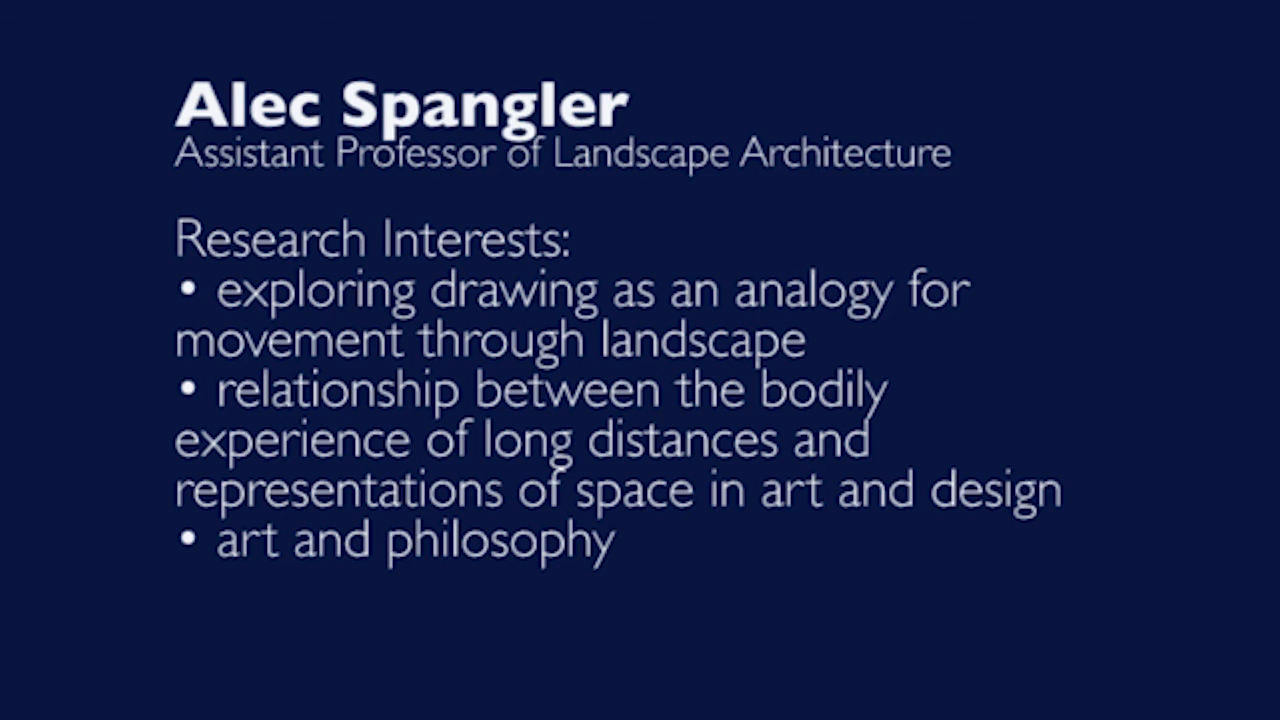 Alec Spangler
Assistant Professor of Landscape Architecture
Research Interests:
• exploring drawing as an analogy for
movement through landscape
• relationship between the bodily
experience of long distances and
representations of space in art and design
• art and philosophy